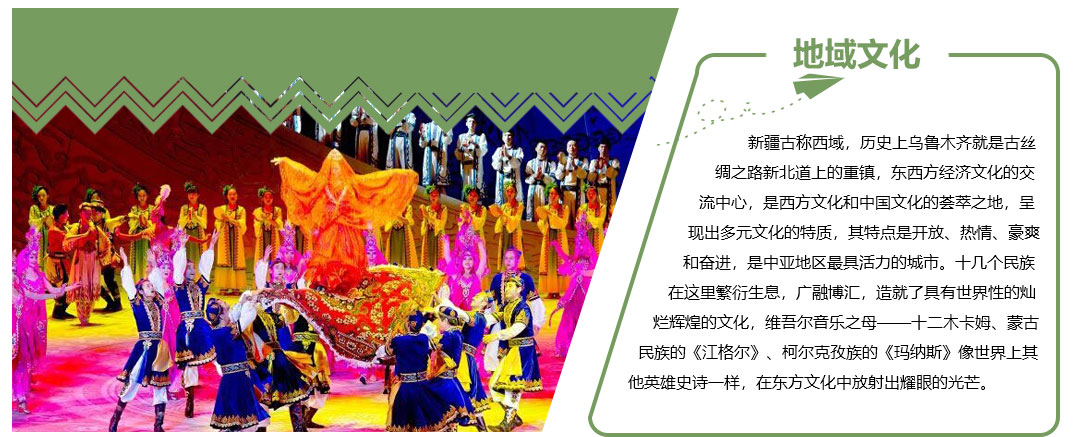 地域文化
新疆古称西域，历史上乌鲁木齐就是古丝
绸之路新北道上的重镇，东西方经济文化的交
流中心，是西方文化和中国文化的荟萃之地，呈
现出多元文化的特质，其特点是开放、热情、豪爽
和奋进，是中亚地区最具活力的城市。十几个民族
在这里繁衍生息，广融博汇，造就了具有世界性的灿
烂辉煌的文化，维吾尔音乐之母——十二木卡姆、蒙古
民族的《江格尔》、柯尔克孜族的《玛纳斯》像世界上其
他英雄史诗一样，在东方文化中放射出耀眼的光芒。